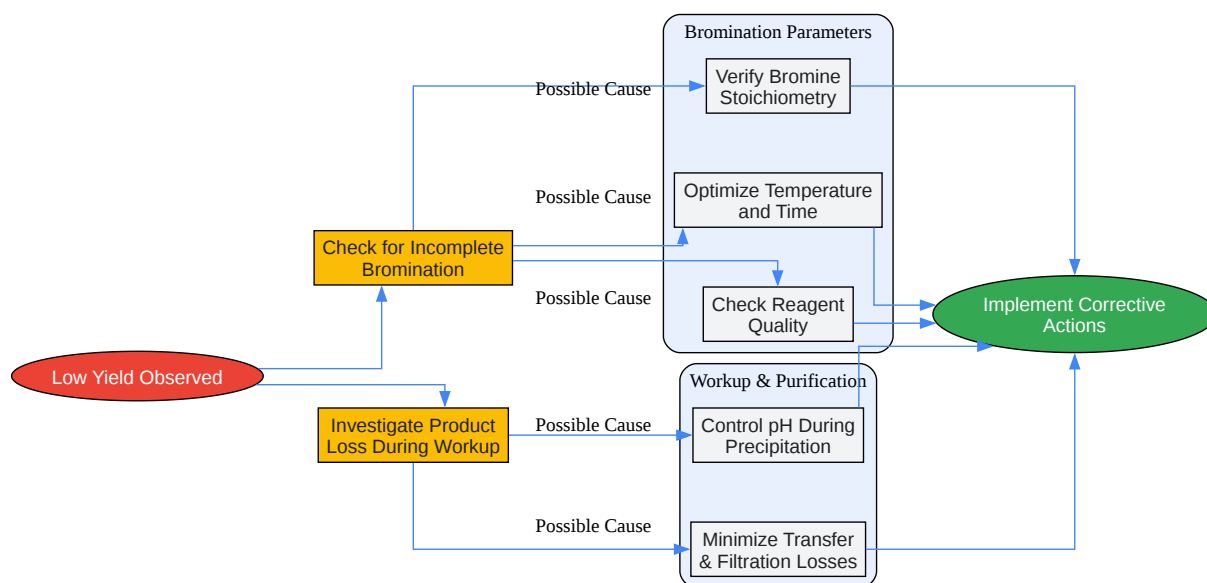 Bromination Parameters
Possible Cause
Verify Bromine
Stoichiometry
Possible Cause
Optimize Temperature
and Time
Check for Incomplete
Bromination
Possible Cause
Check Reagent
Quality
Implement Corrective
Actions
Low Yield Observed
Workup & Purification
Investigate Product
Loss During Workup
Possible Cause
Control pH During
Precipitation
Possible Cause
Minimize Transfer
& Filtration Losses